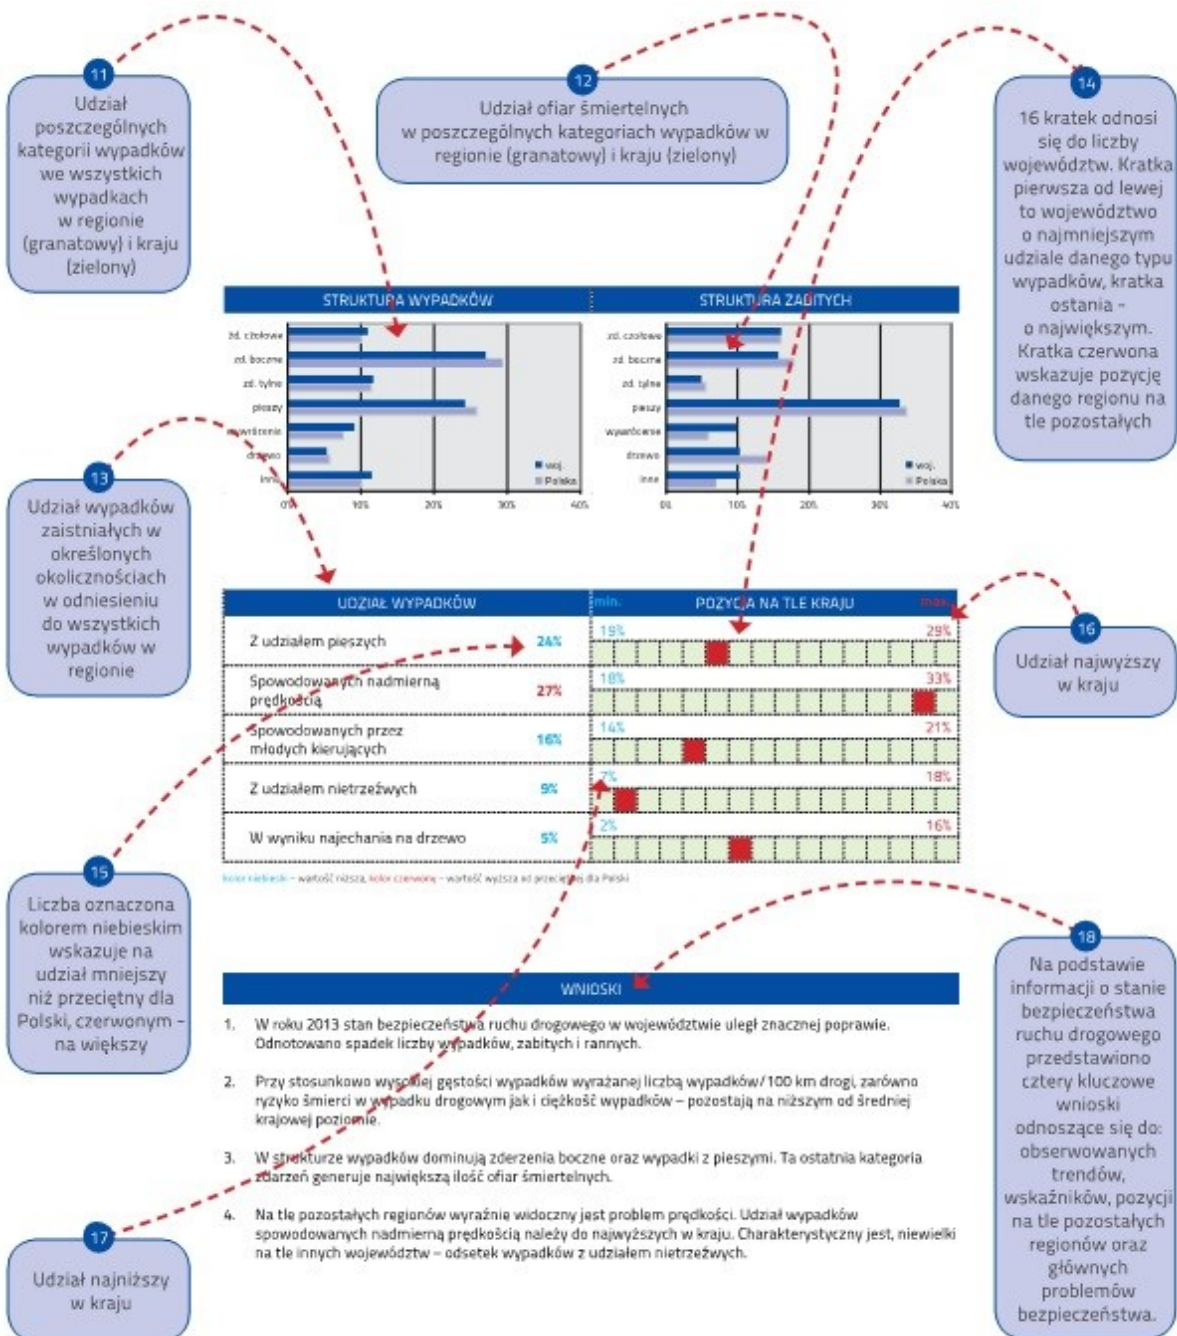 11
Udział
poszczególnych
kategorii wypadków
we wszystkich
wypadkach
w regionie
(granatowy) i kraju
(zielony)
12
Udział ofiar śmiertelnych
w poszczególnych kategoriach wypadków w
regionie (granatowy) i kraju (zielony)
14
16 kratek odnosi
się do liczby
województw. Kratka
pierwsza od lewej
to województwo
o najmniejszym
udziale danego typu
wypadków, kratka
ostania -
o największym.
Kratka czerwona
wskazuje pozycję
danego regionu na
tle pozostałych
STRUKTURA WYPADKÓW
zd. czołowe
zd. boczne
zd. tylne
pieszy
wywrócenie
drzewo
inne
woj.
Polska
0% 10% 20% 30% 40%
STRUKTURA ZABITYCH
zd. czołowe
zd. boczne
zd. tylne
pieszy
wywrócenie
drzewo
inne
woj.
Polska
0% 10% 20% 30% 40%
13
Udział wypadków
zaistniałych w
określonych
okolicznościach
w odniesieniu
do wszystkich
wypadków w
regionie
UDZIAŁ WYPADKÓW min. POZYCJA NA TLE KRAJU max.
Z udziałem pieszych 24% 19% 29%
Spowodowanych nadmierną
prędkością 27% 18% 33%
Spowodowanych przez
młodych kierujących 16% 14% 21%
Z udziałem nietrzeźwych 9% 7% 18%
W wyniku najechania na drzewo 5% 2% 16%
kolor niebieski – wartość niższa, kolor czerwony – wartość wyższa od przeciętnej dla Polski
16
Udział najwyższy
w kraju
15
Liczba oznaczona
kolorem niebieskim
wskazuje na
udział mniejszy
niż przeciętny dla
Polski, czerwonym -
na większy
WNIOSKI
1. W roku 2013 stan bezpieczeństwa ruchu drogowego w województwie uległ znacznej poprawie.
Odnotowano spadek liczby wypadków, zabitych i rannych.
2. Przy stosunkowo wysokiej gęstości wypadków wyrażanej liczbą wypadków/100 km drogi, zarówno
ryzyko śmierci w wypadku drogowym jak i ciężkość wypadków – pozostają na niższym od średniej
krajowej poziomie.
3. W strukturze wypadków dominują zderzenia boczne oraz wypadki z pieszymi. Ta ostatnia kategoria
zdarzeń generuje największą ilość ofiar śmiertelnych.
4. Na tle pozostałych regionów wyraźnie widoczny jest problem prędkości. Udział wypadków
spowodowanych nadmierną prędkością należy do najwyższych w kraju. Charakterystyczny jest, niewielki
na tle innych województw – odsetek wypadków z udziałem nietrzeźwych.
17
Udział najniższy
w kraju
18
Na podstawie
informacji o stanie
bezpieczeństwa
ruchu drogowego
przedstawiono
cztery kluczowe
wnioski
odnoszące się do:
obserwowanych
trendów,
wskaźników, pozycji
na tle pozostałych
regionów oraz
głównych
problemów
bezpieczeństwa.